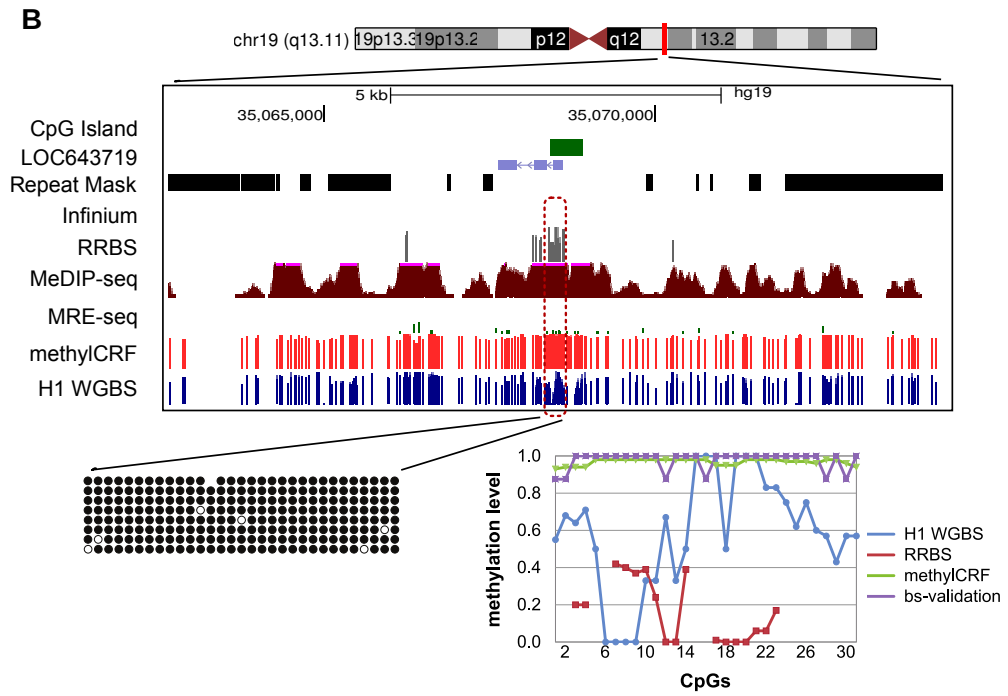 B
chr19 (q13.11) 19p13.3 19p13.2 p12 q12 13.2
5 kb hg19
35,065,000 35,070,000
CpG Island
LOC643719
Repeat Mask
Infinium
RRBS
MeDIP-seq
MRE-seq
methylCRF
H1 WGBS
methylation level
1.0
0.8
0.6
0.4
0.2
0.0
2 6 10 14 18 22 26 30
CpGs
H1 WGBS
RRBS
methylCRF
bs-validation